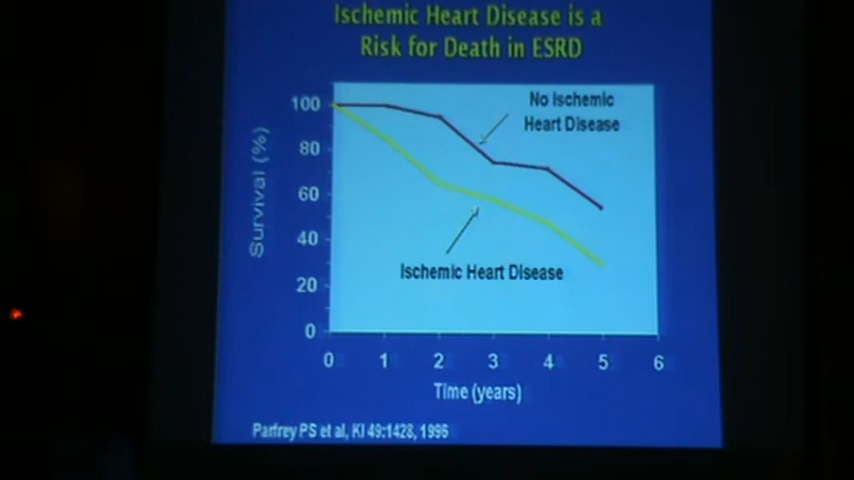 Ischemic Heart Disease is a
Risk for Death in ESRD
No Ischemic
Heart Disease
Ischemic Heart Disease
Survival (%)
100
80
60
40
20
0
0 1 2 3 4 5 6
Time (years)
Parfrey PS et al, KI 49:1428, 1996